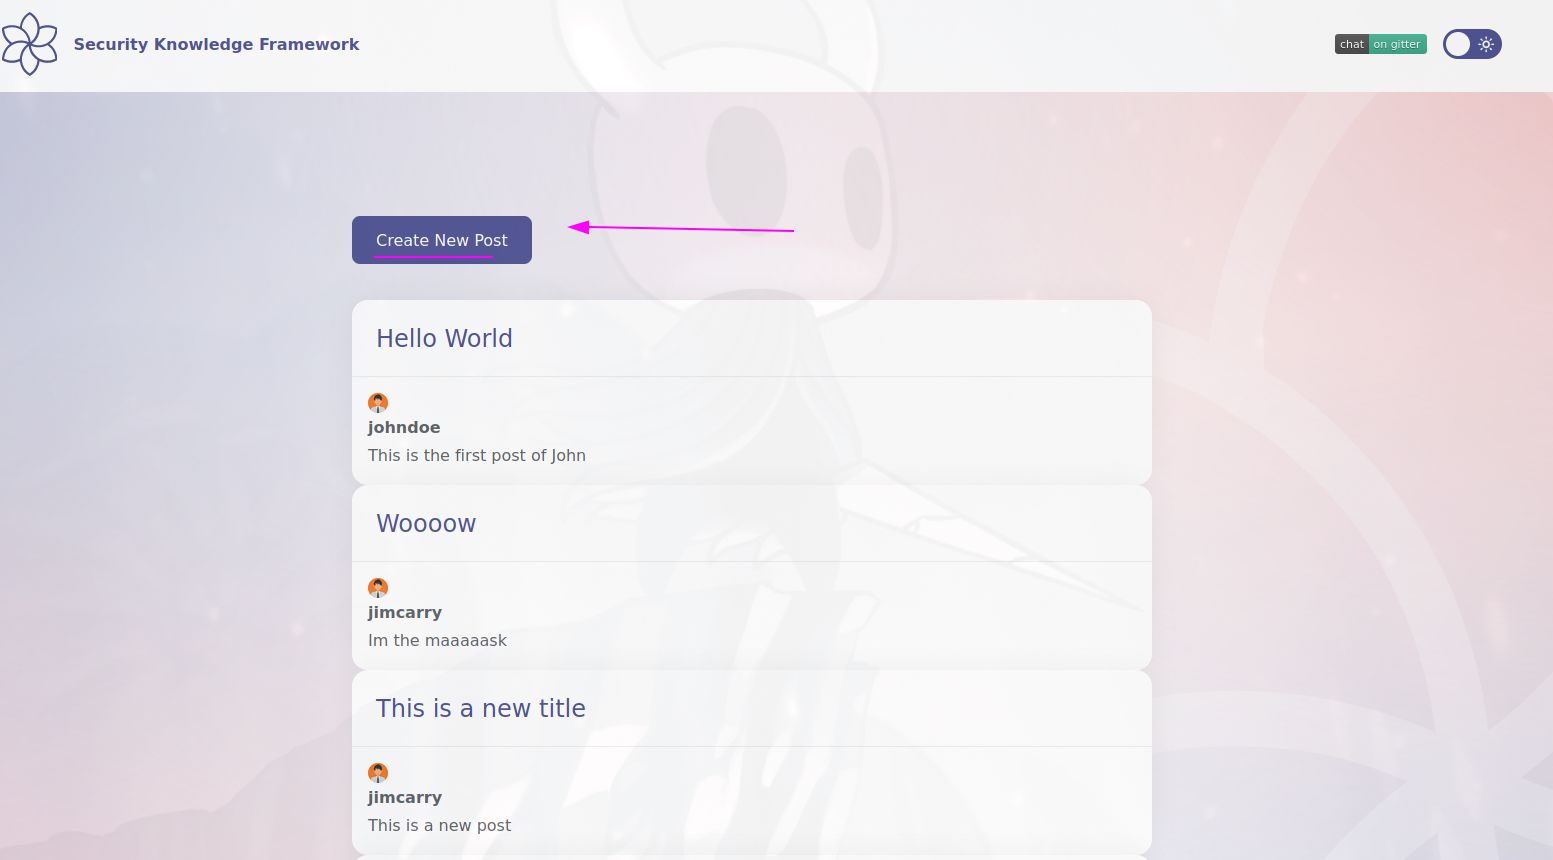 Security Knowledge Framework
chat on gitter
Create New Post
Hello World
johndoe
This is the first post of John
Woooow
jimcarry
Im the maaaaask
This is a new title
jimcarry
This is a new post